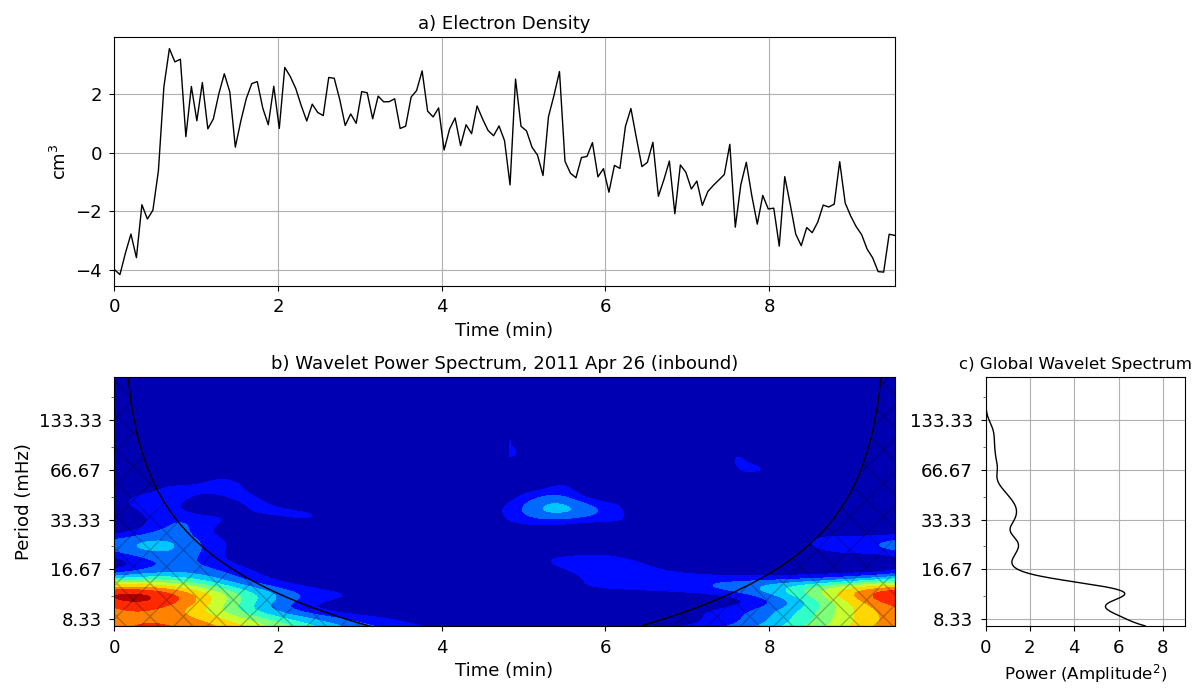 a) Electron Density
2
0
−2
−4
cm³
0 2 4 6 8
Time (min)
b) Wavelet Power Spectrum, 2011 Apr 26 (inbound)
133.33
66.67
33.33
16.67
8.33
Period (mHz)
0 2 4 6 8
Time (min)
c) Global Wavelet Spectrum
133.33
66.67
33.33
16.67
8.33
0 2 4 6 8
Power (Amplitude²)